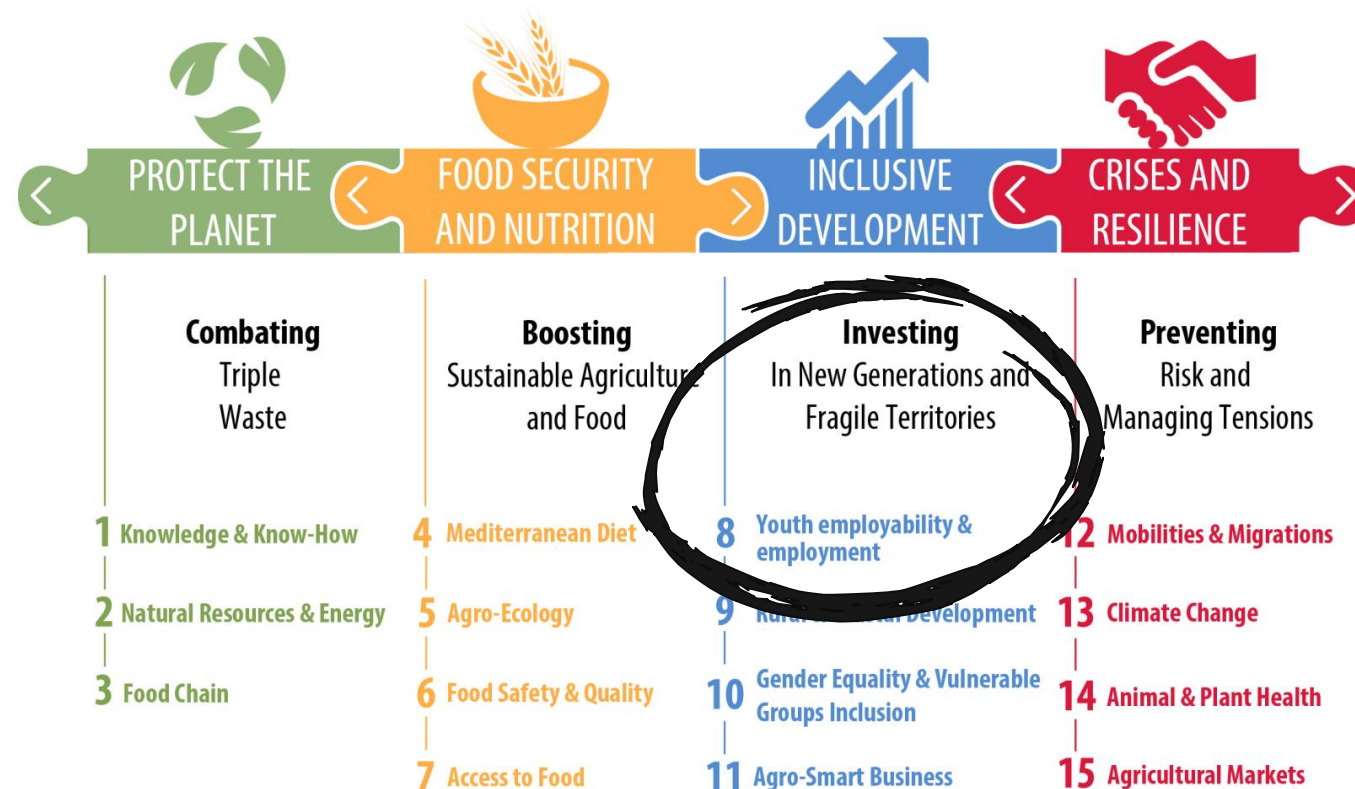 PROTECT THE
PLANET
FOOD SECURITY
AND NUTRITION
INCLUSIVE
DEVELOPMENT
CRISES AND
RESILIENCE
Combating
Triple
Waste
1 Knowledge & Know-How
2 Natural Resources & Energy
3 Food Chain
Boosting
Sustainable Agriculture
and Food
4 Mediterranean Diet
5 Agro-Ecology
6 Food Safety & Quality
7 Access to Food
Investing
In New Generations and
Fragile Territories
8 Youth employability &
employment
9 Development
10 Gender Equality & Vulnerable
Groups Inclusion
11 Agro-Smart Business
Preventing
Risk and
Managing Tensions
12 Mobilities & Migrations
13 Climate Change
14 Animal & Plant Health
15 Agricultural Markets